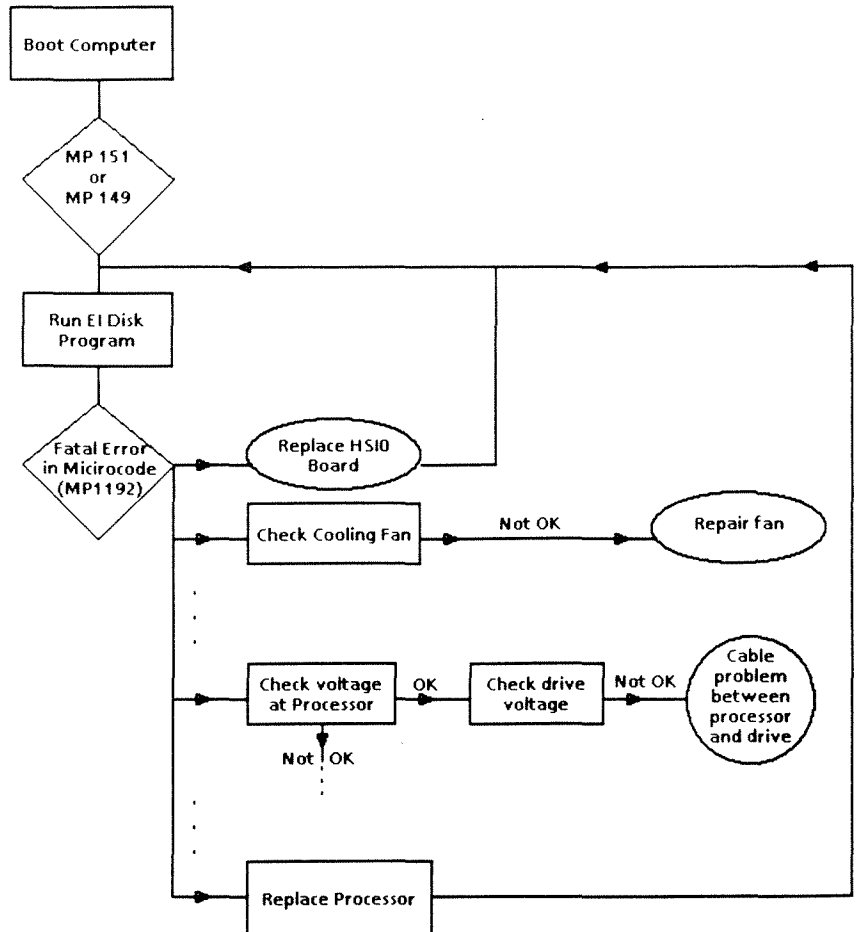 Boot Computer
MP 151
or
MP 149
Run EI Disk
Program
Fatal Error
in Micirocode
(MP1192)
Replace HSI0
Board
Check Cooling Fan
Not OK
Repair fan
Check voltage
at Processor
OK
Check drive
voltage
Not OK
Cable
problem
between
processor
and drive
Not OK
Replace Processor